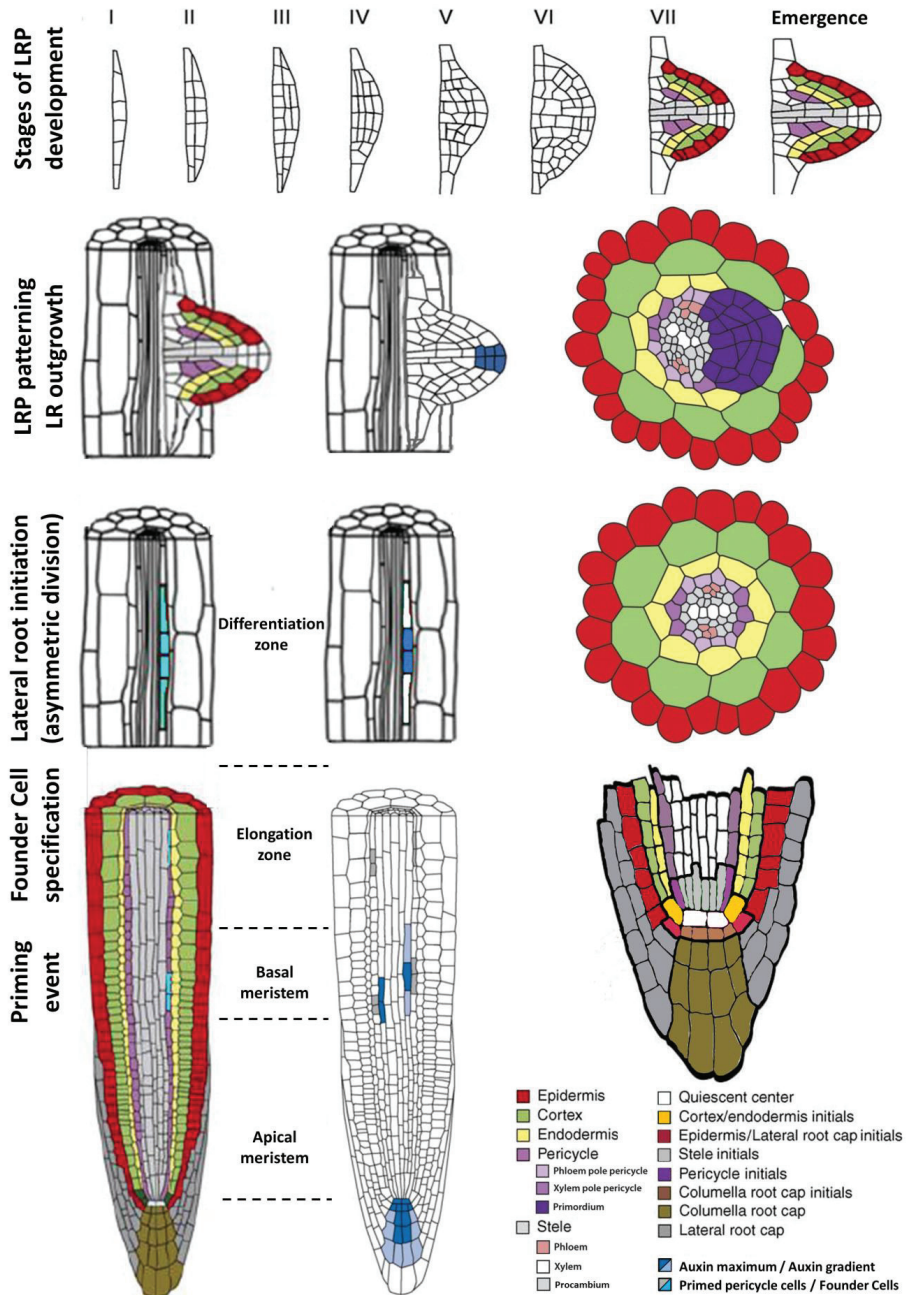 I II III IV V VI VII Emergence
Stages of LRP
development
LRP patterning
LR outgrowth
Lateral root initiation
(asymmetric division)
Differentiation
zone
Founder Cell
specification
Elongation
zone
Priming
event
Basal
meristem
Apical
meristem
Epidermis
Cortex
Endodermis
Pericycle
Phloem pole pericycle
Xylem pole pericycle
Primordium
Stele
Phloem
Xylem
Procambium
Quiescent center
Cortex/endodermis initials
Epidermis/Lateral root cap initials
Stele initials
Pericycle initials
Columella root cap initials
Columella root cap
Lateral root cap
Auxin maximum / Auxin gradient
Primed pericycle cells / Founder Cells